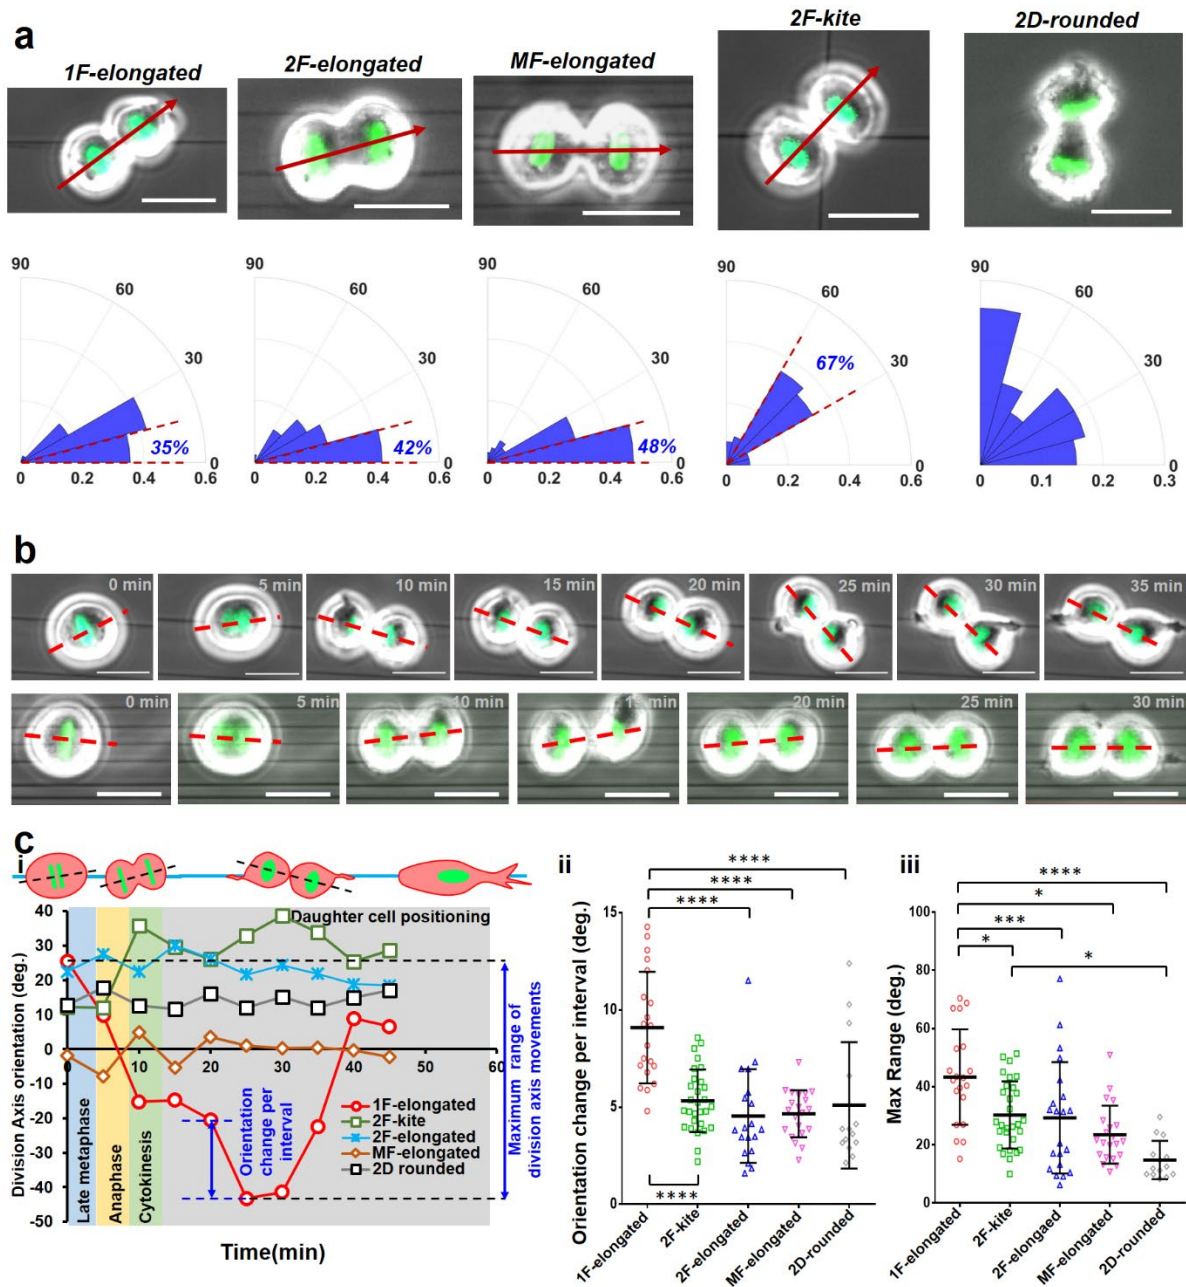 a
1F-elongated
2F-elongated
MF-elongated
2F-kite
2D-rounded
90
60
30
0
35%
0 0.2 0.4 0.6
90
60
30
0
42%
0 0.2 0.4 0.6
90
60
30
0
48%
0 0.2 0.4 0.6
90
60
30
0
67%
0 0.2 0.4 0.6
90
60
30
0
0 0.1 0.2 0.3
b
0 min 5 min 10 min 15 min 20 min 25 min 30 min 35 min
0 min 5 min 10 min 15 min 20 min 25 min 30 min
c
i
Division Axis orientation (deg.)
40
30
20
10
0
-10
-20
-30
-40
-50
Daughter cell positioning
Late metaphase
Anaphase
Cytokinesis
0 10 20 30 40 50 60
Orientation
change per
interval
1F-elongated
2F-kite
2F-elongated
MF-elongated
2D rounded
Maximum range of
division axis movements
Time(min)
ii
Orientation change per interval (deg.)
15
10
5
0
****
****
****
****
1F-elongated
2F-kite
2F-elongated
MF-elongated
2D-rounded
iii
Max Range (deg.)
100
80
60
40
20
0
****
*
***
*
*
1F-elongated
2F-kite
2F-elongaed
MF-elongated
2D-rounded